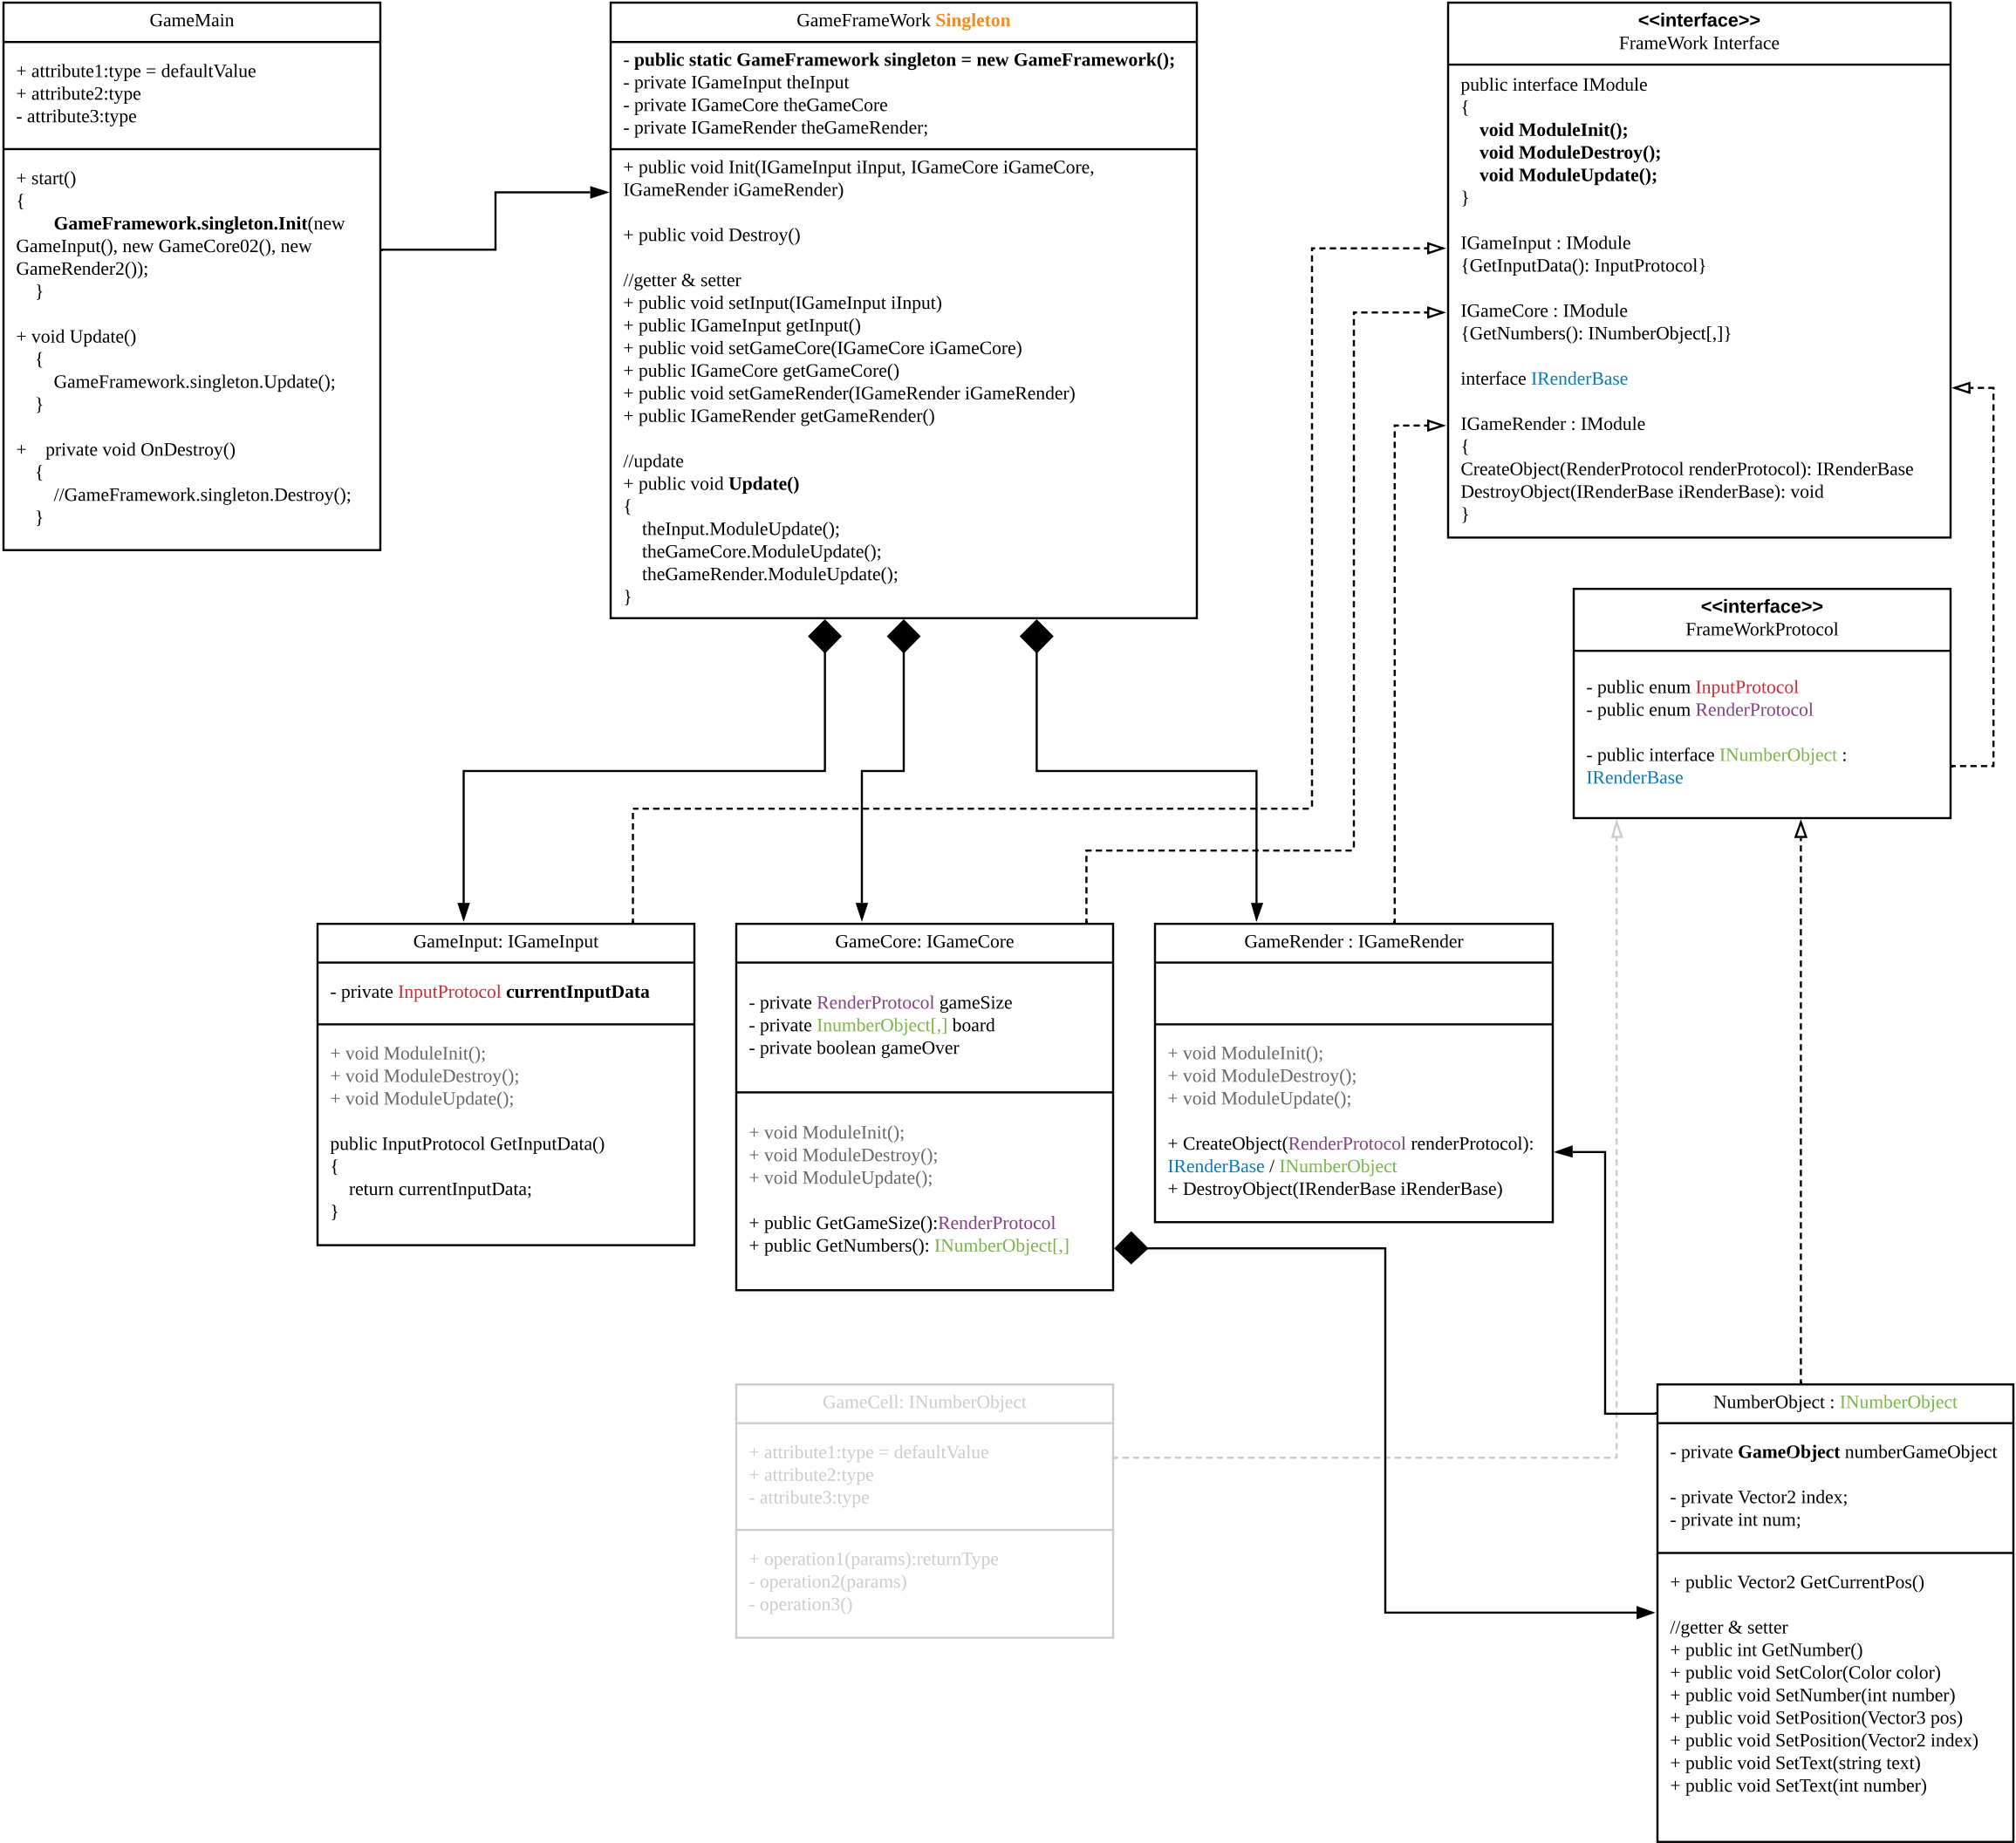 GameMain
+ attribute1:type = defaultValue
+ attribute2:type
- attribute3:type
+ start()
{
GameFramework.singleton.Init(new
GameInput(), new GameCore02(), new
GameRender2());
}
+ void Update()
{
GameFramework.singleton.Update();
}
+ private void OnDestroy()
{
//GameFramework.singleton.Destroy();
}
GameFrameWork Singleton
- public static GameFramework singleton = new GameFramework();
- private IGameInput theInput
- private IGameCore theGameCore
- private IGameRender theGameRender;
+ public void Init(IGameInput iInput, IGameCore iGameCore,
IGameRender iGameRender)
+ public void Destroy()
//getter & setter
+ public void setInput(IGameInput iInput)
+ public IGameInput getInput()
+ public void setGameCore(IGameCore iGameCore)
+ public IGameCore getGameCore()
+ public void setGameRender(IGameRender iGameRender)
+ public IGameRender getGameRender()
//update
+ public void Update()
{
theInput.ModuleUpdate();
theGameCore.ModuleUpdate();
theGameRender.ModuleUpdate();
}
<<interface>>
FrameWork Interface
public interface IModule
{
void ModuleInit();
void ModuleDestroy();
void ModuleUpdate();
}
IGameInput : IModule
{GetInputData(): InputProtocol}
IGameCore : IModule
{GetNumbers(): INumberObject[,]}
interface IRenderBase
IGameRender : IModule
{
CreateObject(RenderProtocol renderProtocol): IRenderBase
DestroyObject(IRenderBase iRenderBase): void
}
<<interface>>
FrameWorkProtocol
- public enum InputProtocol
- public enum RenderProtocol
- public interface INumberObject :
IRenderBase
GameInput: IGameInput
- private InputProtocol currentInputData
+ void ModuleInit();
+ void ModuleDestroy();
+ void ModuleUpdate();
public InputProtocol GetInputData()
{
return currentInputData;
}
GameCore: IGameCore
- private RenderProtocol gameSize
- private InumberObject[,] board
- private boolean gameOver
+ void ModuleInit();
+ void ModuleDestroy();
+ void ModuleUpdate();
+ public GetGameSize():RenderProtocol
+ public GetNumbers(): INumberObject[,]
GameRender : IGameRender
+ void ModuleInit();
+ void ModuleDestroy();
+ void ModuleUpdate();
+ CreateObject(RenderProtocol renderProtocol):
IRenderBase / INumberObject
+ DestroyObject(IRenderBase iRenderBase)
GameCell: INumberObject
+ attribute1:type = defaultValue
+ attribute2:type
- attribute3:type
+ operation1(params):returnType
- operation2(params)
- operation3()
NumberObject : INumberObject
- private GameObject numberGameObject
- private Vector2 index;
- private int num;
+ public Vector2 GetCurrentPos()
//getter & setter
+ public int GetNumber()
+ public void SetColor(Color color)
+ public void SetNumber(int number)
+ public void SetPosition(Vector3 pos)
+ public void SetPosition(Vector2 index)
+ public void SetText(string text)
+ public void SetText(int number)